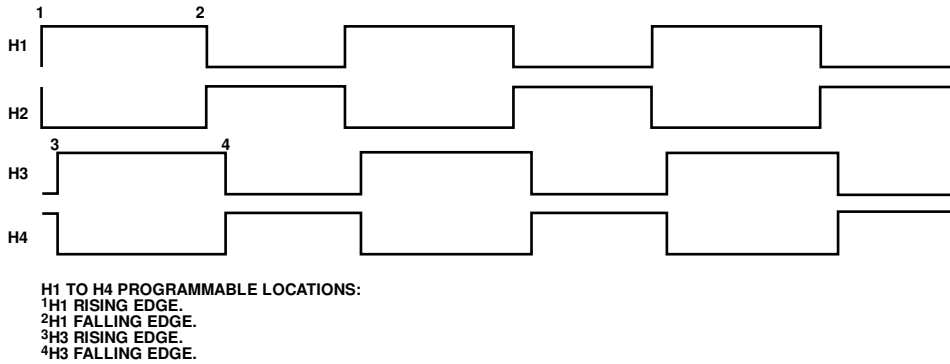 1 2
H1
H2
3 4
H3
H4
H1 TO H4 PROGRAMMABLE LOCATIONS:
1H1 RISING EDGE.
2H1 FALLING EDGE.
3H3 RISING EDGE.
4H3 FALLING EDGE.